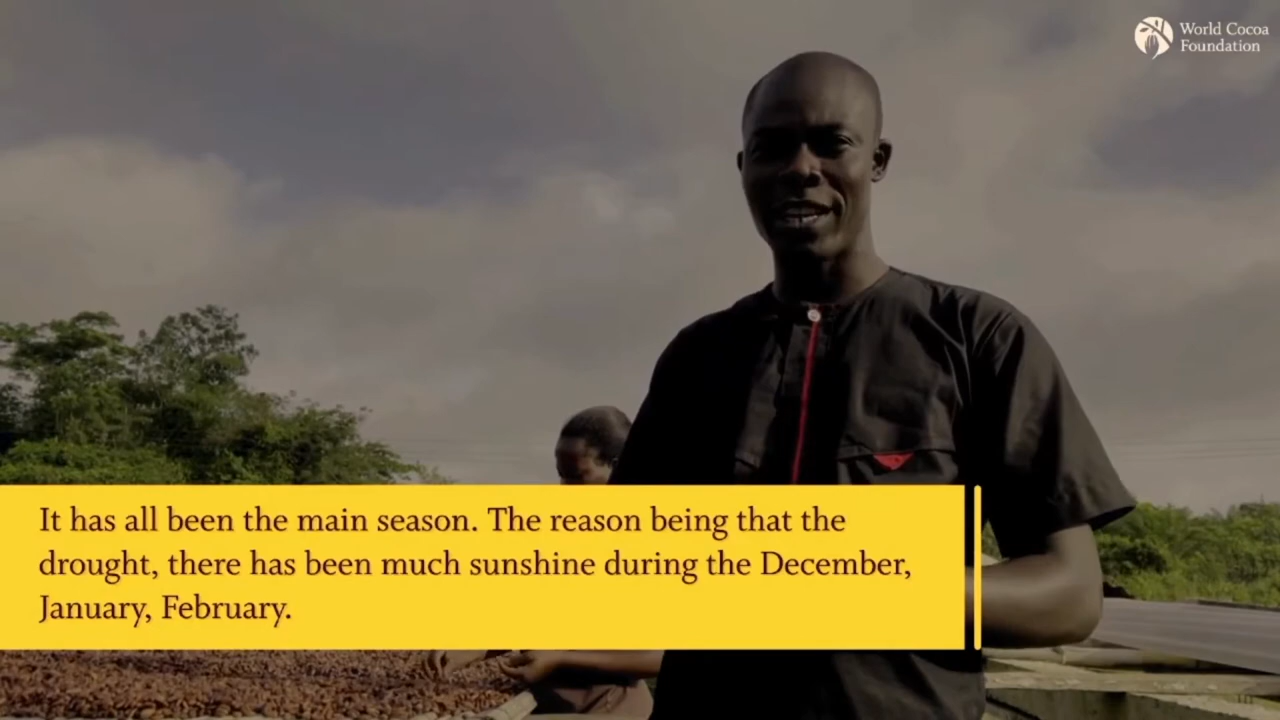 World Cocoa
Foundation
It has all been the main season. The reason being that the
drought, there has been much sunshine during the December,
January, February.